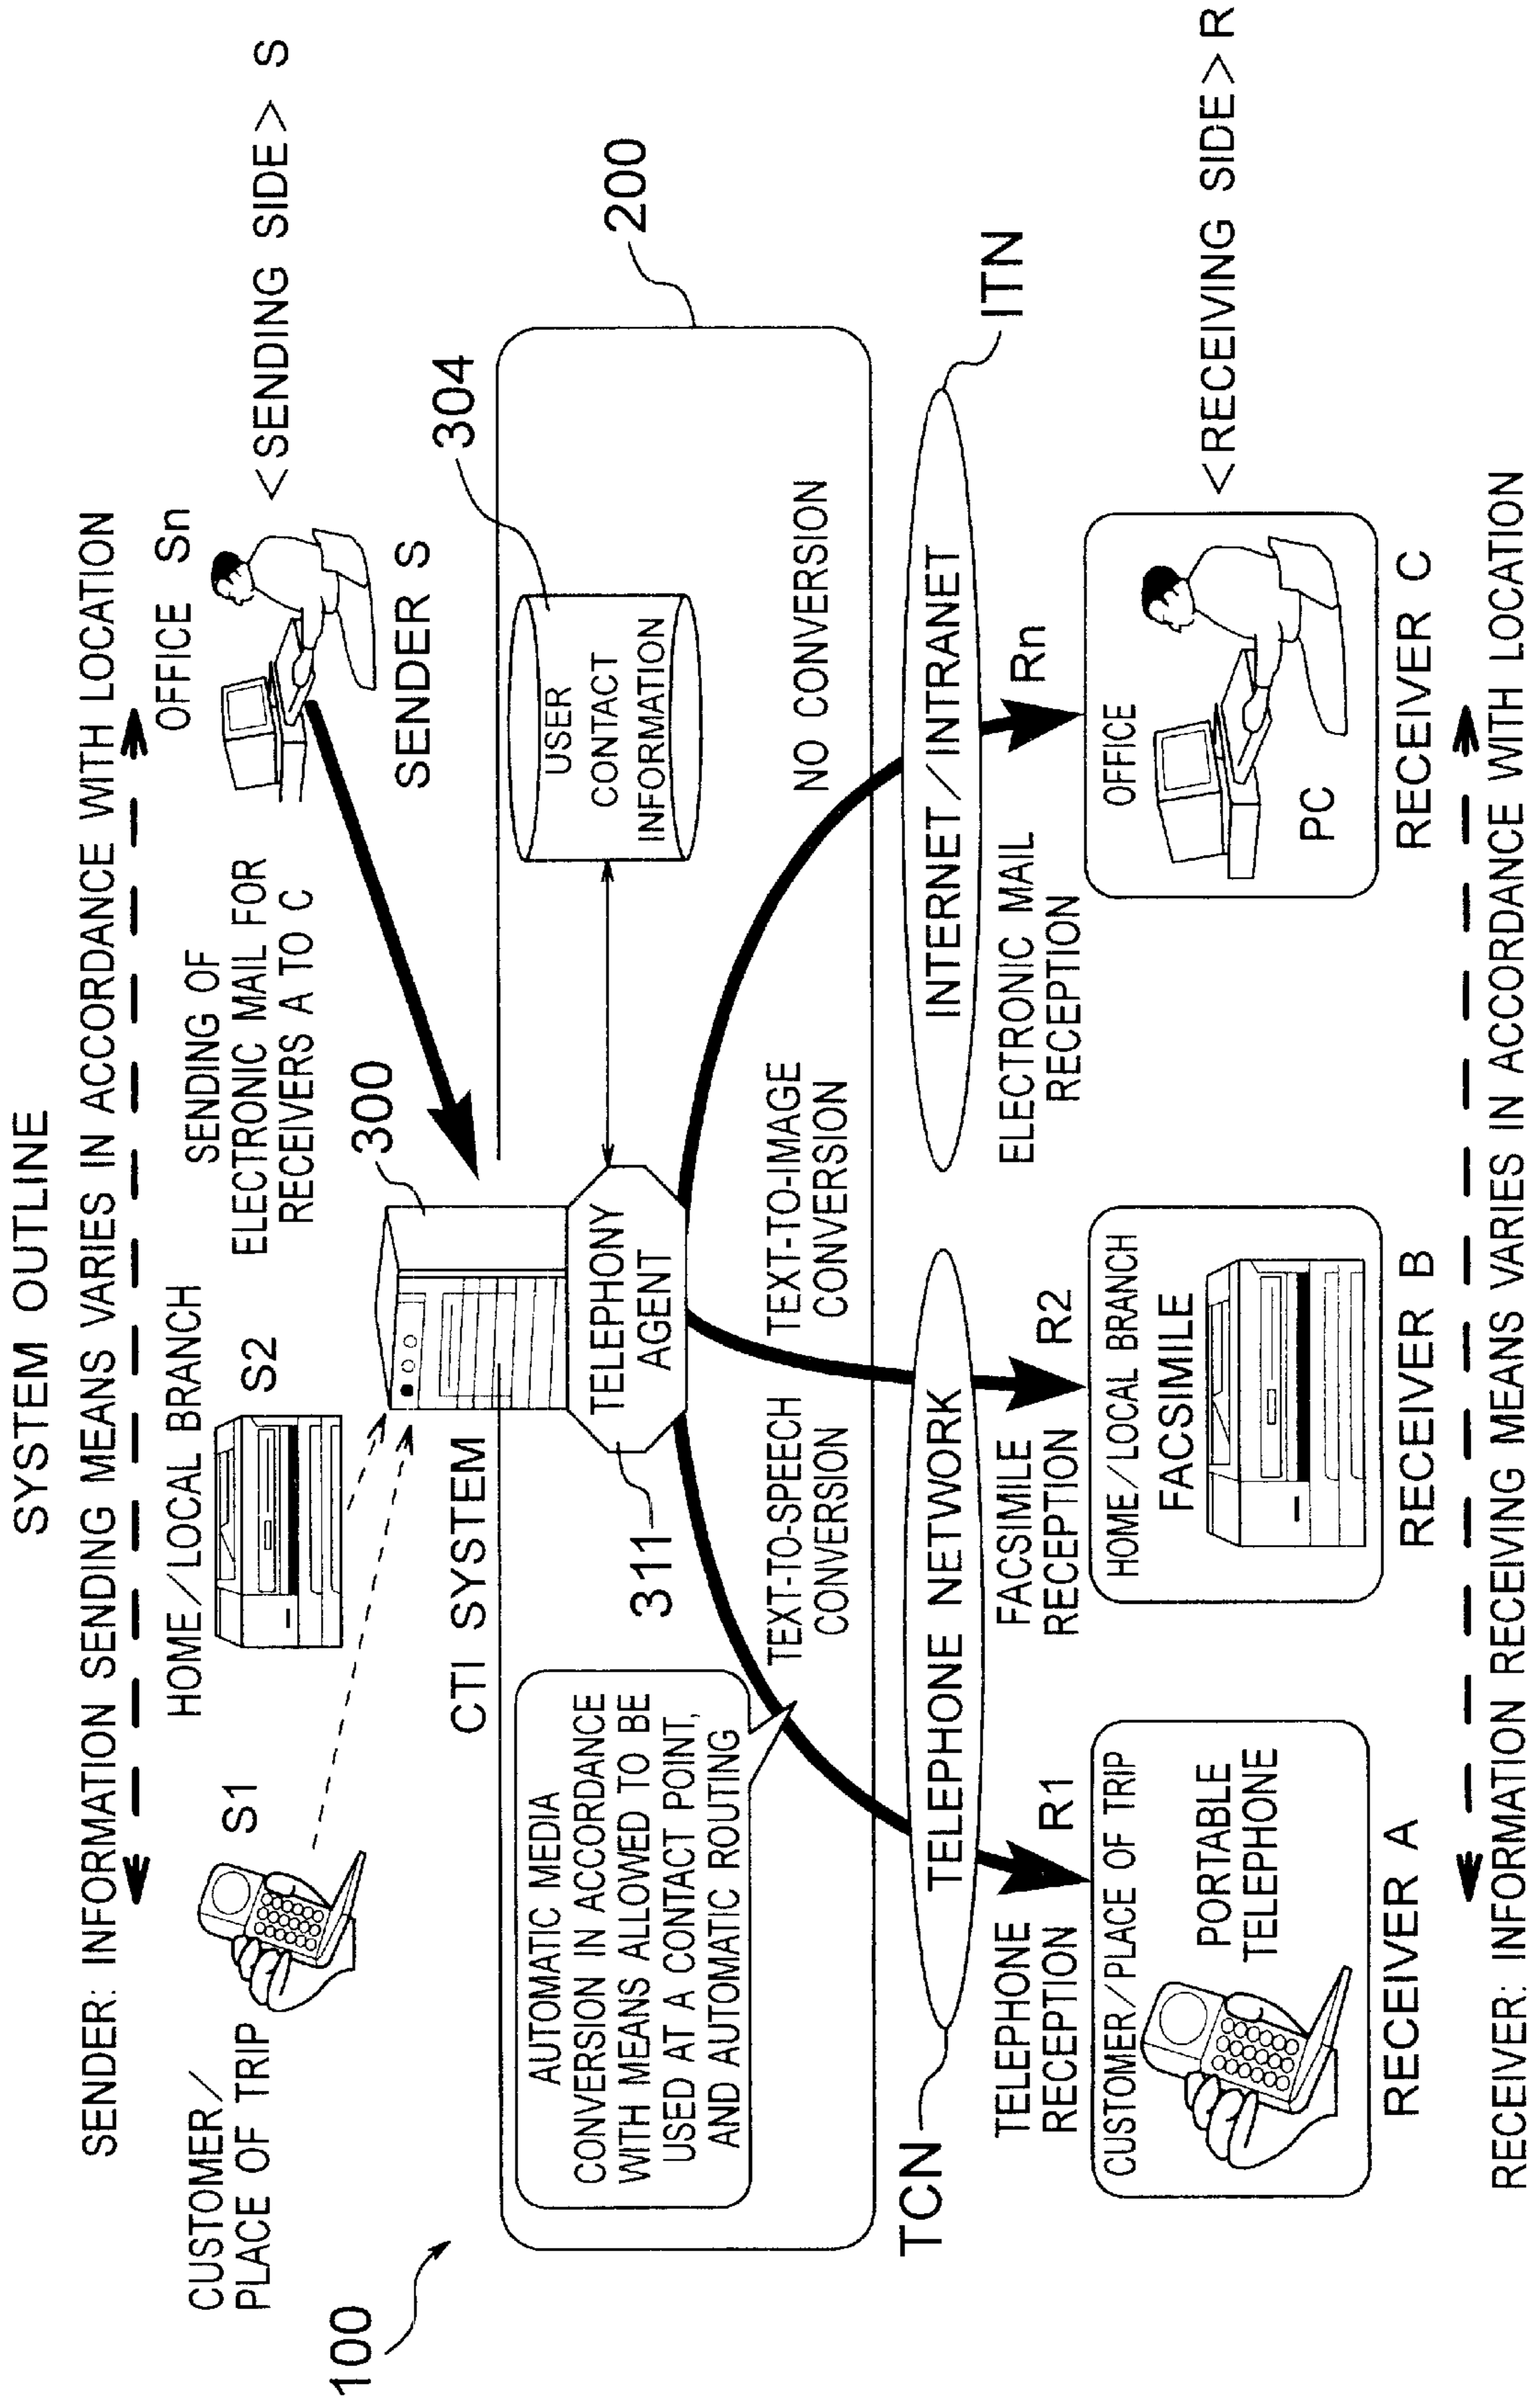 SYSTEM OUTLINE
SENDER: INFORMATION SENDING MEANS VARIES IN ACCORDANCE WITH LOCATION
CUSTOMER/
PLACE OF TRIP
S1
HOME/LOCAL BRANCH
S2
SENDING OF
ELECTRONIC MAIL FOR
RECEIVERS A TO C
OFFICE Sn
<SENDING SIDE> S
SENDER S
100
CTI SYSTEM
300
304
200
AUTOMATIC MEDIA
CONVERSION IN ACCORDANCE
WITH MEANS ALLOWED TO BE
USED AT A CONTACT POINT,
AND AUTOMATIC ROUTING
311
TELEPHONY
AGENT
USER
CONTACT
INFORMATION
TEXT-TO-SPEECH
CONVERSION
TEXT-TO-IMAGE
CONVERSION
NO CONVERSION
TCN
TELEPHONE NETWORK
INTERNET/INTRANET
ITN
TELEPHONE
RECEPTION
R1
FACSIMILE
RECEPTION
R2
ELECTRONIC MAIL
RECEPTION
Rn
CUSTOMER/PLACE OF TRIP
PORTABLE
TELEPHONE
RECEIVER A
HOME/LOCAL BRANCH
FACSIMILE
RECEIVER B
OFFICE
PC
RECEIVER C
<RECEIVING SIDE> R
RECEIVER: INFORMATION RECEIVING MEANS VARIES IN ACCORDANCE WITH LOCATION